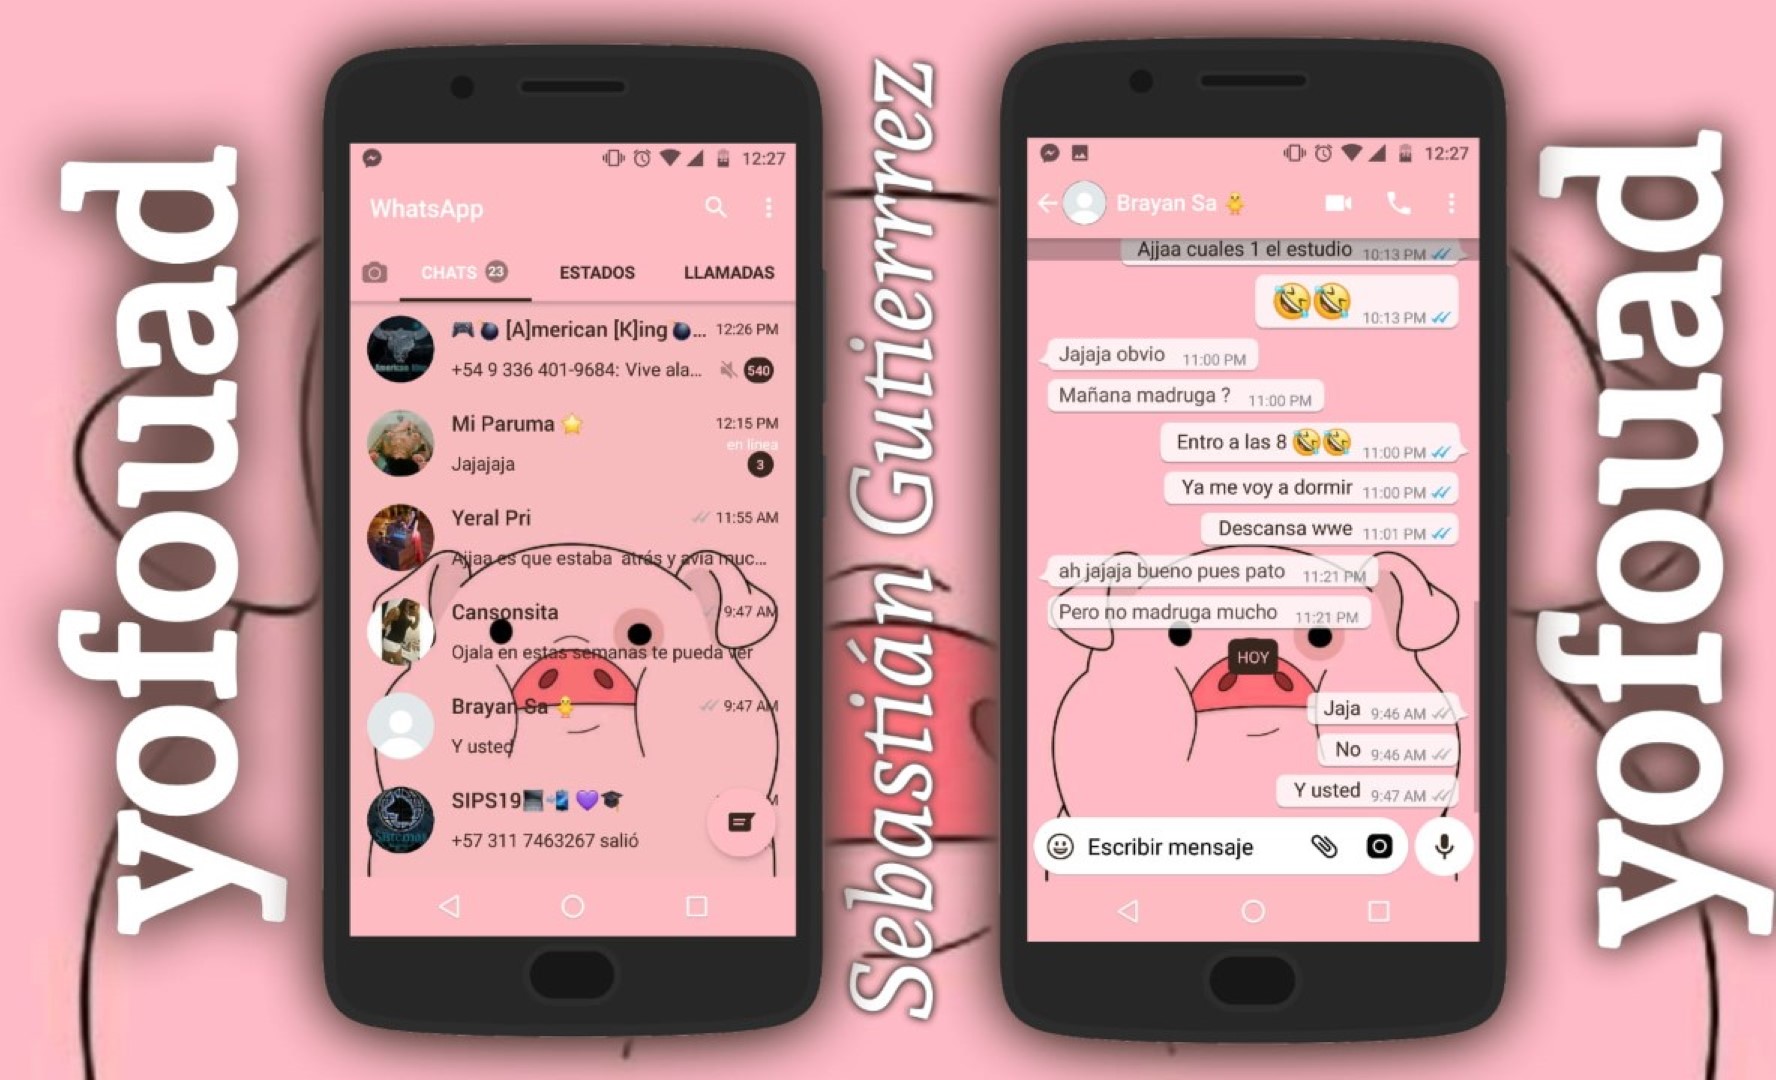 yofouad
12:27
WhatsApp
CHATS 23 ESTADOS LLAMADAS
🎮💣 [A]merican [K]ing 💣... 12:26 PM
+54 9 336 401-9684: Vive ala... 540
Mi Paruma ⭐ 12:15 PM
en línea
Jajajaja 3
Yeral Pri 11:55 AM
Ajjaa es que estaba atrás y avia muc...
Cansonsita 9:47 AM
Ojala en estas semanas te pueda ver
Brayan Sa 🐥 9:47 AM
Y usted
SIPS19💻📲💜🎓
+57 311 7463267 salió
Sebastián Gutierrrez
12:27
Brayan Sa 🐥
Ajjaa cuales 1 el estudio 10:13 PM
🤣🤣 10:13 PM
Jajaja obvio 11:00 PM
Mañana madruga ? 11:00 PM
Entro a las 8 🤣🤣 11:00 PM
Ya me voy a dormir 11:00 PM
Descansa wwe 11:01 PM
ah jajaja bueno pues pato 11:21 PM
Pero no madruga mucho 11:21 PM
HOY
Jaja 9:46 AM
No 9:46 AM
Y usted 9:47 AM
Escribir mensaje
yofouad